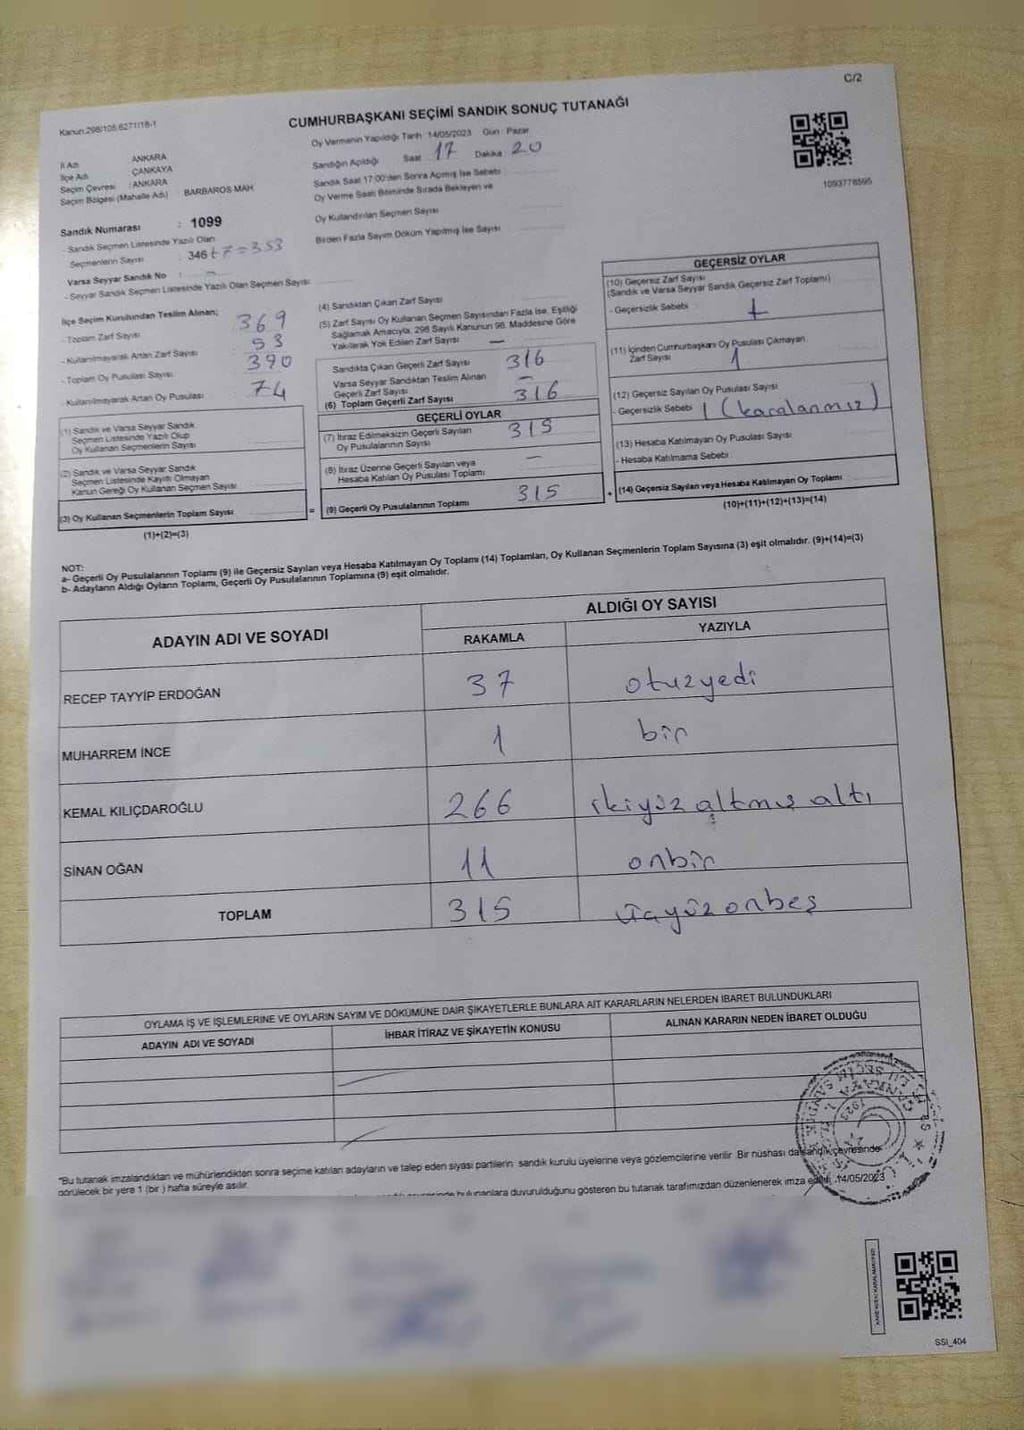 C/2
Kanun:298/105,6271/18-1
CUMHURBAŞKANI SEÇİMİ SANDIK SONUÇ TUTANAĞI
İl Adı ANKARA
İlçe Adı ÇANKAYA
Seçim Çevresi : ANKARA
Seçim Bölgesi (Mahalle Adı) BARBAROS MAH
Oy Vermenin Yapıldığı Tarih 14/05/2023 Gün : Pazar
Sandığın Açıldığı Saat 17 Dakika 20
Sandık Saat 17:00'den Sonra Açılmış İse Sebebi
Oy Verme Saati Bitiminde Sırada Bekleyen ve
Oy Kullandırılan Seçmen Sayısı
Birden Fazla Sayım Döküm Yapılmış İse Sayısı
1093778595
Sandık Numarası : 1099
- Sandık Seçmen Listesinde Yazılı Olan
Seçmenlerin Sayısı : 346 +7=353
Varsa Seyyar Sandık No : -
- Seyyar Sandık Seçmen Listesinde Yazılı Olan Seçmen Sayısı
İlçe Seçim Kurulundan Teslim Alınan;
- Toplam Zarf Sayısı 369
- Kullanılmayarak Artan Zarf Sayısı 53
- Toplam Oy Pusulası Sayısı 390
- Kullanılmayarak Artan Oy Pusulası 74
(1) Sandık ve Varsa Seyyar Sandık
Seçmen Listesinde Yazılı Olup
Oy Kullanan Seçmenlerin Sayısı
(2) Sandık ve Varsa Seyyar Sandık
Seçmen Listesinde Kayıtlı Olmayan
Kanun Gereği Oy Kullanan Seçmen Sayısı
(3) Oy Kullanan Seçmenlerin Toplam Sayısı
(1)+(2)=(3)
(4) Sandıktan Çıkan Zarf Sayısı
(5) Zarf Sayısı Oy Kullanan Seçmen Sayısından Fazla İse, Eşitliği
Sağlamak Amacıyla, 298 Sayılı Kanunun 98. Maddesine Göre
Yakılarak Yok Edilen Zarf Sayısı -
Sandıkta Çıkan Geçerli Zarf Sayısı 316
Varsa Seyyar Sandıktan Teslim Alınan
Geçerli Zarf Sayısı -
(6) Toplam Geçerli Zarf Sayısı 316
GEÇERLİ OYLAR
(7) İtiraz Edilmeksizin Geçerli Sayılan
Oy Pusulalarının Sayısı 315
(8) İtiraz Üzerine Geçerli Sayılan veya
Hesaba Katılan Oy Pusulası Toplamı -
= (9) Geçerli Oy Pusulalarının Toplamı 315
GEÇERSİZ OYLAR
(10) Geçersiz Zarf Sayısı
(Sandık ve Varsa Seyyar Sandık Geçersiz Zarf Toplamı)
- Geçersizlik Sebebi
(11) İçinden Cumhurbaşkanı Oy Pusulası Çıkmayan
Zarf Sayısı 1
(12) Geçersiz Sayılan Oy Pusulası Sayısı
- Geçersizlik Sebebi 1 (karalanmış)
(13) Hesaba Katılmayan Oy Pusulası Sayısı
- Hesaba Katılmama Sebebi
+ (14) Geçersiz Sayılan veya Hesaba Katılmayan Oy Toplamı
(10)+(11)+(12)+(13)=(14)
NOT:
a- Geçerli Oy Pusulalarının Toplamı (9) ile Geçersiz Sayılan veya Hesaba Katılmayan Oy Toplamı (14) Toplamları, Oy Kullanan Seçmenlerin Toplam Sayısına (3) eşit olmalıdır. (9)+(14)=(3)
b- Adayların Aldığı Oyların Toplamı, Geçerli Oy Pusulalarının Toplamına (9) eşit olmalıdır.
ADAYIN ADI VE SOYADI
ALDIĞI OY SAYISI
RAKAMLA YAZIYLA
RECEP TAYYİP ERDOĞAN 37 otuzyedi
MUHARREM İNCE 1 bir
KEMAL KILIÇDAROĞLU 266 ikiyüz altmış altı
SİNAN OĞAN 11 onbir
TOPLAM 315 üçyüz onbeş
OYLAMA İŞ VE İŞLEMLERİNE VE OYLARIN SAYIM VE DÖKÜMÜNE DAİR ŞİKAYETLERLE BUNLARA AİT KARARLARIN NELERDEN İBARET BULUNDUKLARI
ADAYIN ADI VE SOYADI İHBAR İTİRAZ VE ŞİKAYETİN KONUSU ALINAN KARARIN NEDEN İBARET OLDUĞU
"Bu tutanak imzalandıktan ve mühürlendikten sonra seçime katılan adayların ve talep eden siyasi partilerin sandık kurulu üyelerine veya gözlemcilerine verilir. Bir nüshası da sandık çevresinde
görülecek bir yere 1 (bir ) hafta süreyle asılır.
bulunanlara duyurulduğunu gösteren bu tutanak tarafımızdan düzenlenerek imza edildi. 14/05/2023
SSI_404